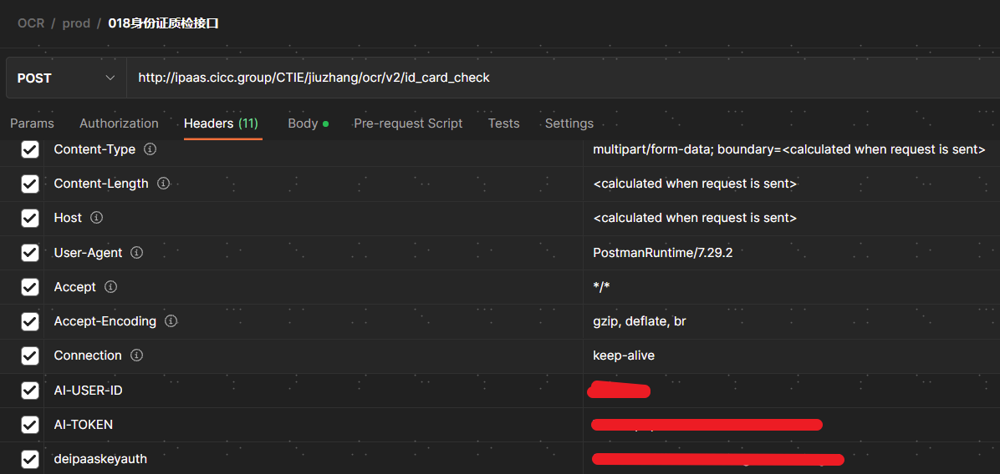 OCR / prod / 018身份证质检接口
POST http://ipaas.cicc.group/CTIE/jiuzhang/ocr/v2/id_card_check
Params Authorization Headers (11) Body Pre-request Script Tests Settings
Content-Type multipart/form-data; boundary=<calculated when request is sent>
Content-Length <calculated when request is sent>
Host <calculated when request is sent>
User-Agent PostmanRuntime/7.29.2
Accept */*
Accept-Encoding gzip, deflate, br
Connection keep-alive
AI-USER-ID
AI-TOKEN
deipaaskeyauth